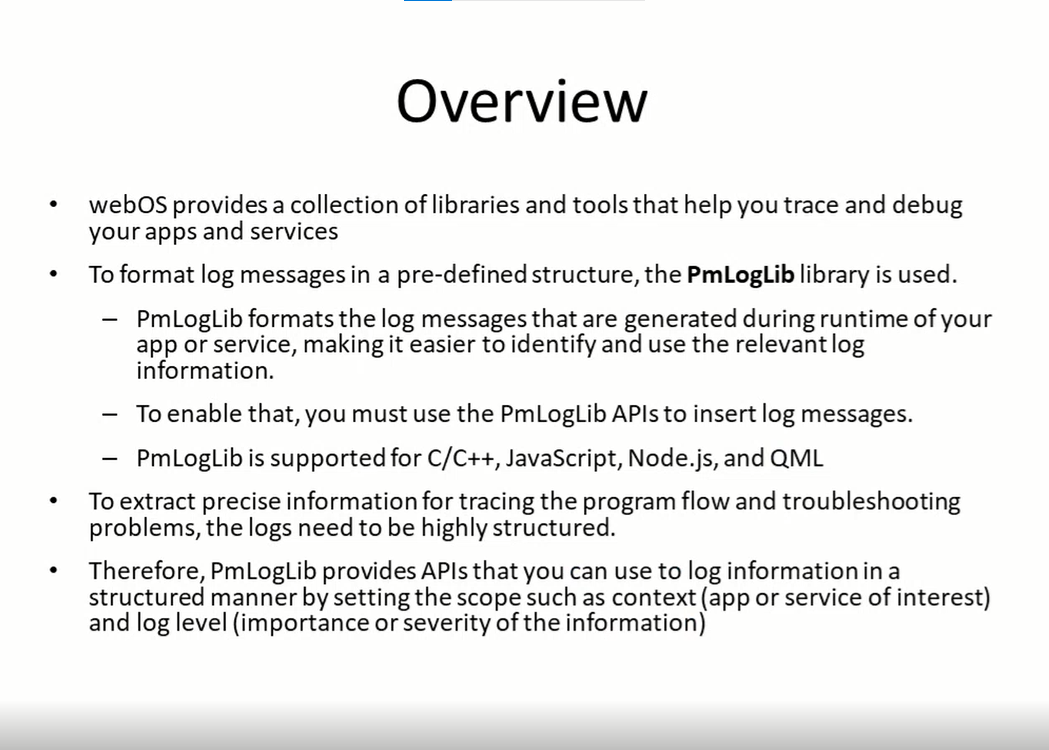 Overview
• webOS provides a collection of libraries and tools that help you trace and debug
your apps and services
• To format log messages in a pre-defined structure, the PmLogLib library is used.
– PmLogLib formats the log messages that are generated during runtime of your
app or service, making it easier to identify and use the relevant log
information.
– To enable that, you must use the PmLogLib APIs to insert log messages.
– PmLogLib is supported for C/C++, JavaScript, Node.js, and QML
• To extract precise information for tracing the program flow and troubleshooting
problems, the logs need to be highly structured.
• Therefore, PmLogLib provides APIs that you can use to log information in a
structured manner by setting the scope such as context (app or service of interest)
and log level (importance or severity of the information)